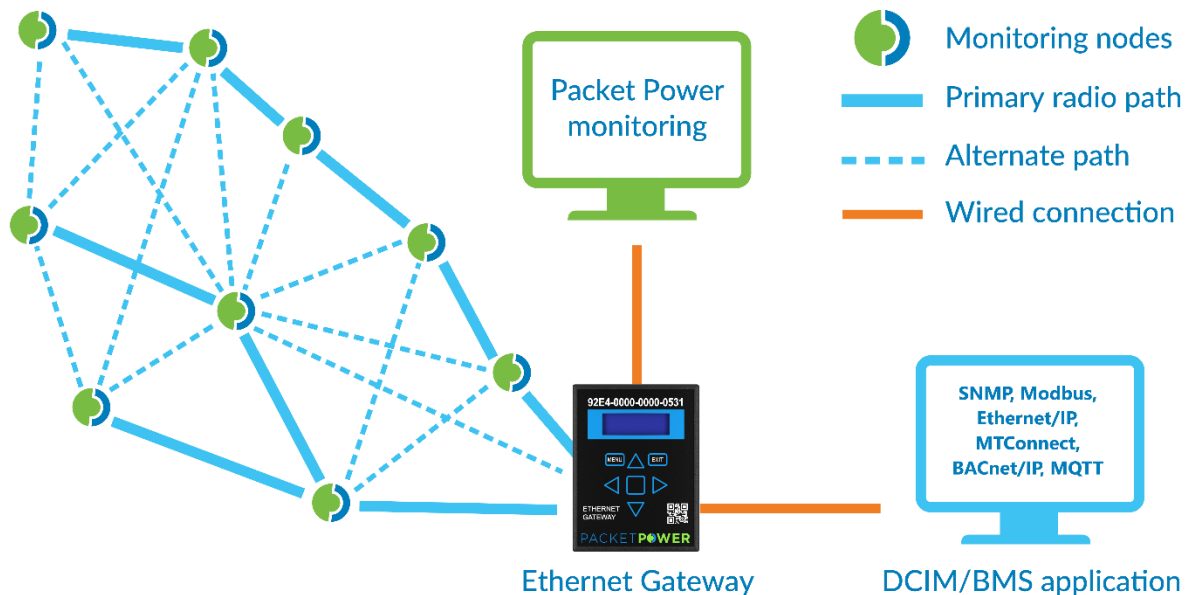 Packet Power
monitoring
Monitoring nodes
Primary radio path
Alternate path
Wired connection
92E4-0000-0000-0531
MENU
EXIT
ETHERNET
GATEWAY
PACKETPOWER
Ethernet Gateway
SNMP, Modbus,
Ethernet/IP,
MTConnect,
BACnet/IP, MQTT
DCIM/BMS application